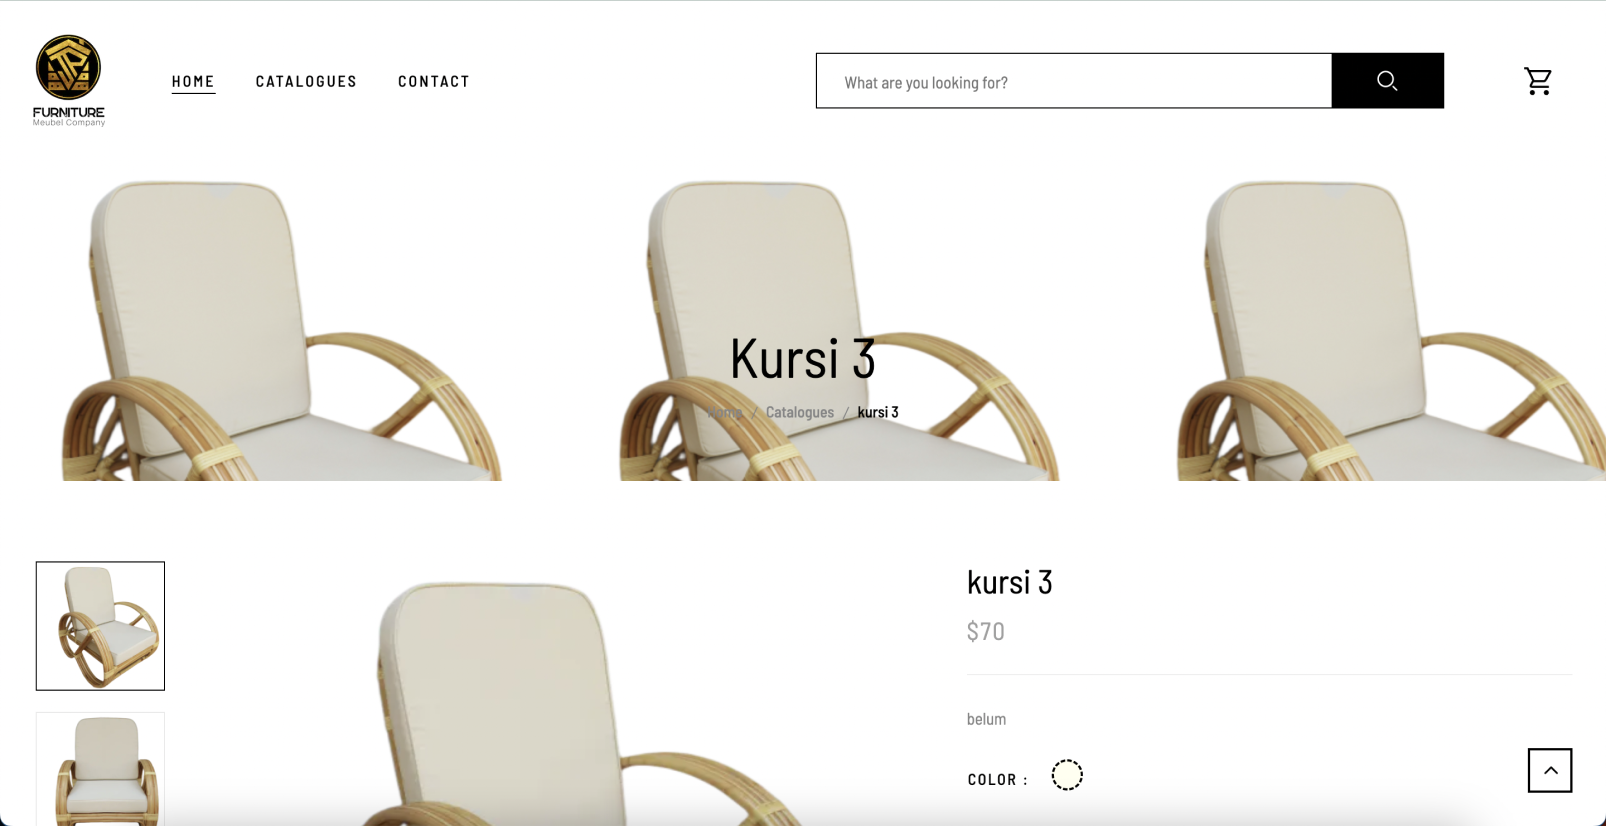 FURNITURE
Meubel Company
HOME CATALOGUES CONTACT
What are you looking for?
Kursi 3
Home / Catalogues / kursi 3
kursi 3
$70
belum
COLOR :